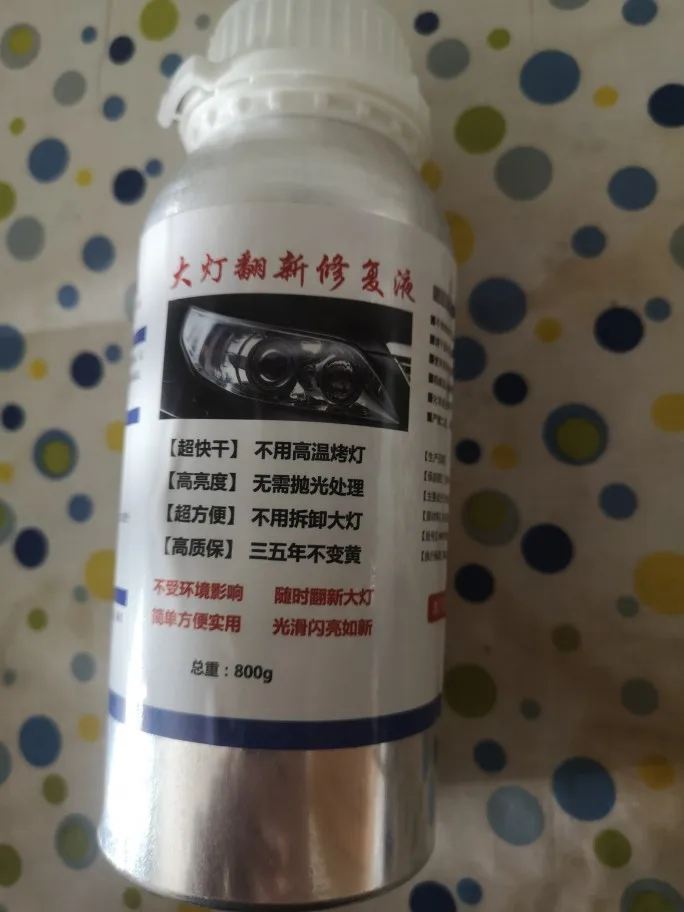 大灯翻新修复液
【超快干】 不用高温烤灯
【高亮度】 无需抛光处理
【超方便】 不用拆卸大灯
【高质保】 三五年不变黄
不受环境影响 随时翻新大灯
简单方便实用 光滑闪亮如新
总重：800g